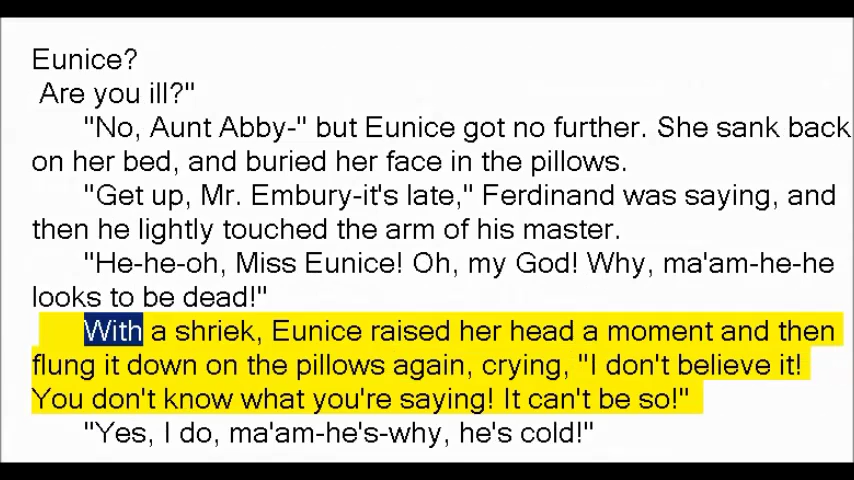 Eunice?
Are you ill?"
"No, Aunt Abby-" but Eunice got no further. She sank back
on her bed, and buried her face in the pillows.
"Get up, Mr. Embury-it's late," Ferdinand was saying, and
then he lightly touched the arm of his master.
"He-he-oh, Miss Eunice! Oh, my God! Why, ma'am-he-he
looks to be dead!"
With a shriek, Eunice raised her head a moment and then
flung it down on the pillows again, crying, "I don't believe it!
You don't know what you're saying! It can't be so!"
"Yes, I do, ma'am-he's-why, he's cold!"